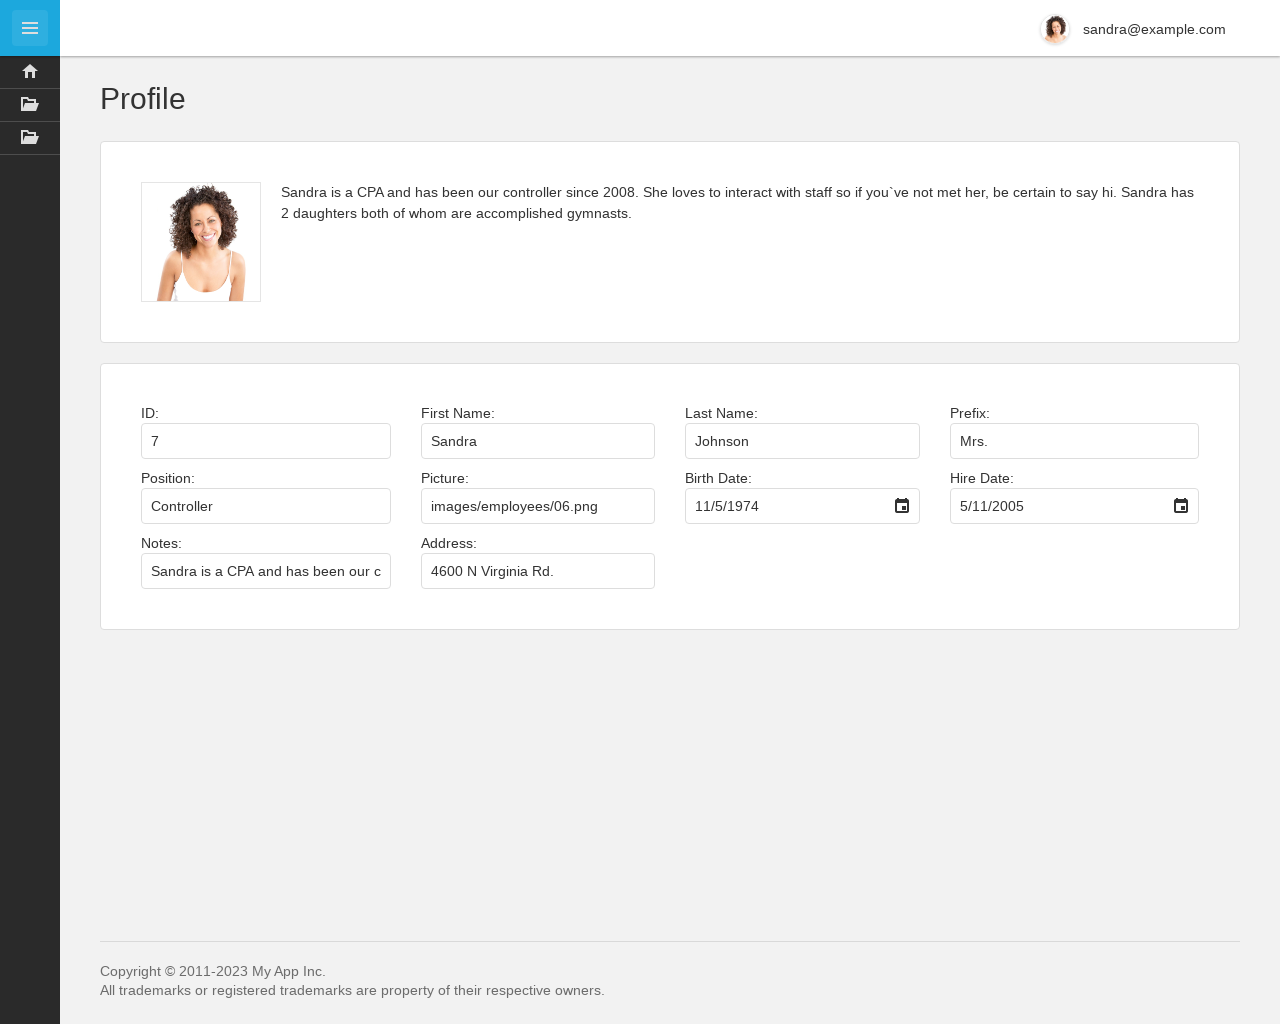 sandra@example.com
Profile
Sandra is a CPA and has been our controller since 2008. She loves to interact with staff so if you`ve not met her, be certain to say hi. Sandra has
2 daughters both of whom are accomplished gymnasts.
ID: First Name: Last Name: Prefix:
7 Sandra Johnson Mrs.
Position: Picture: Birth Date: Hire Date:
Controller images/employees/06.png 11/5/1974 5/11/2005
Notes: Address:
Sandra is a CPA and has been our c 4600 N Virginia Rd.
Copyright © 2011-2023 My App Inc.
All trademarks or registered trademarks are property of their respective owners.